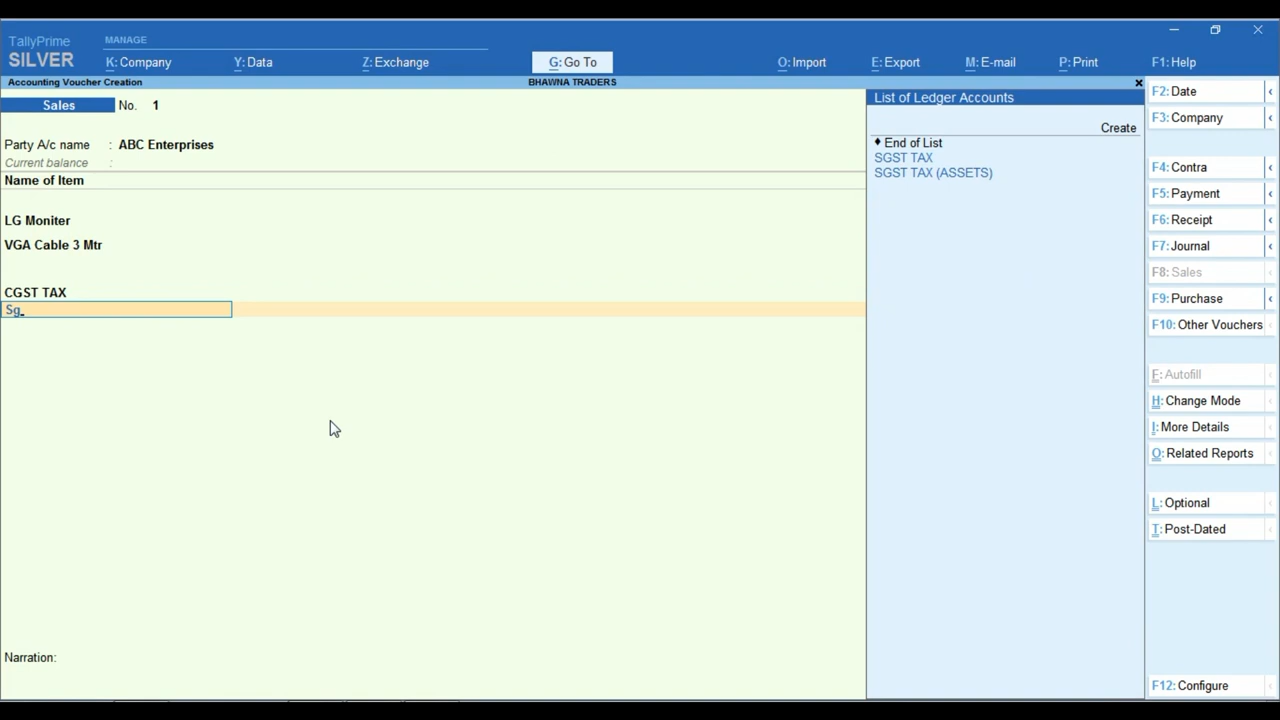 TallyPrime
SILVER
MANAGE
K: Company
Y: Data
Z: Exchange
G: Go To
O: Import
E: Export
M: E-mail
P: Print
F1: Help
Accounting Voucher Creation
BHAWNA TRADERS
Sales
No. 1
Party A/c name : ABC Enterprises
Current balance :
Name of Item
LG Moniter
VGA Cable 3 Mtr
CGST TAX
Sg
Narration:
List of Ledger Accounts
Create
♦ End of List
SGST TAX
SGST TAX (ASSETS)
F2: Date
F3: Company
F4: Contra
F5: Payment
F6: Receipt
F7: Journal
F8: Sales
F9: Purchase
F10: Other Vouchers
F: Autofill
H: Change Mode
I: More Details
O: Related Reports
L: Optional
T: Post-Dated
F12: Configure